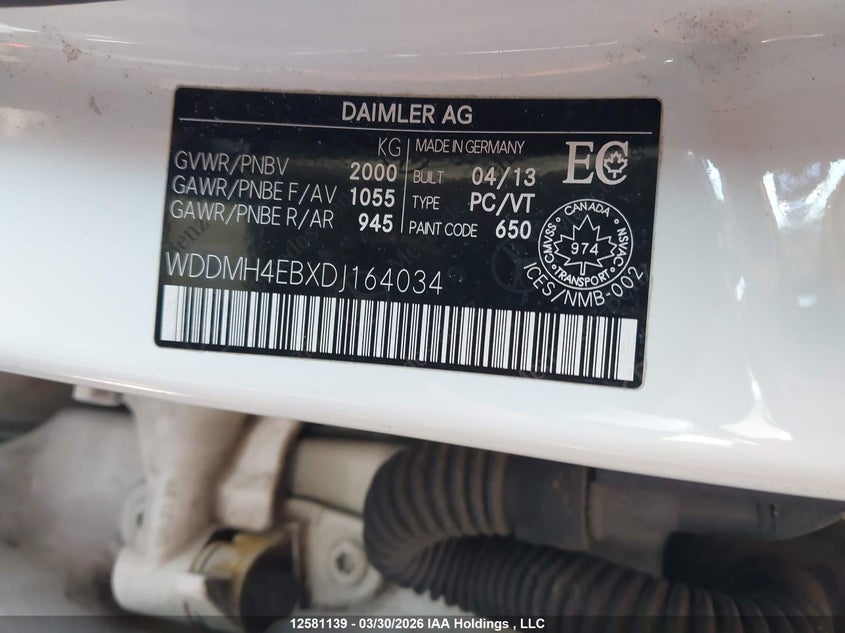 DAIMLER AG
KG
GVWR/PNBV 2000
GAWR/PNBE F/AV 1055
GAWR/PNBE R/AR 945
MADE IN GERMANY
BUILT 04/13
TYPE PC/VT
PAINT CODE 650
EC
CANADA
CMVSS 974 NSVAC
TRANSPORT
ICES/NMB-002
WDDMH4EBXDJ164034
12581139 - 03/30/2026 IAA Holdings , LLC